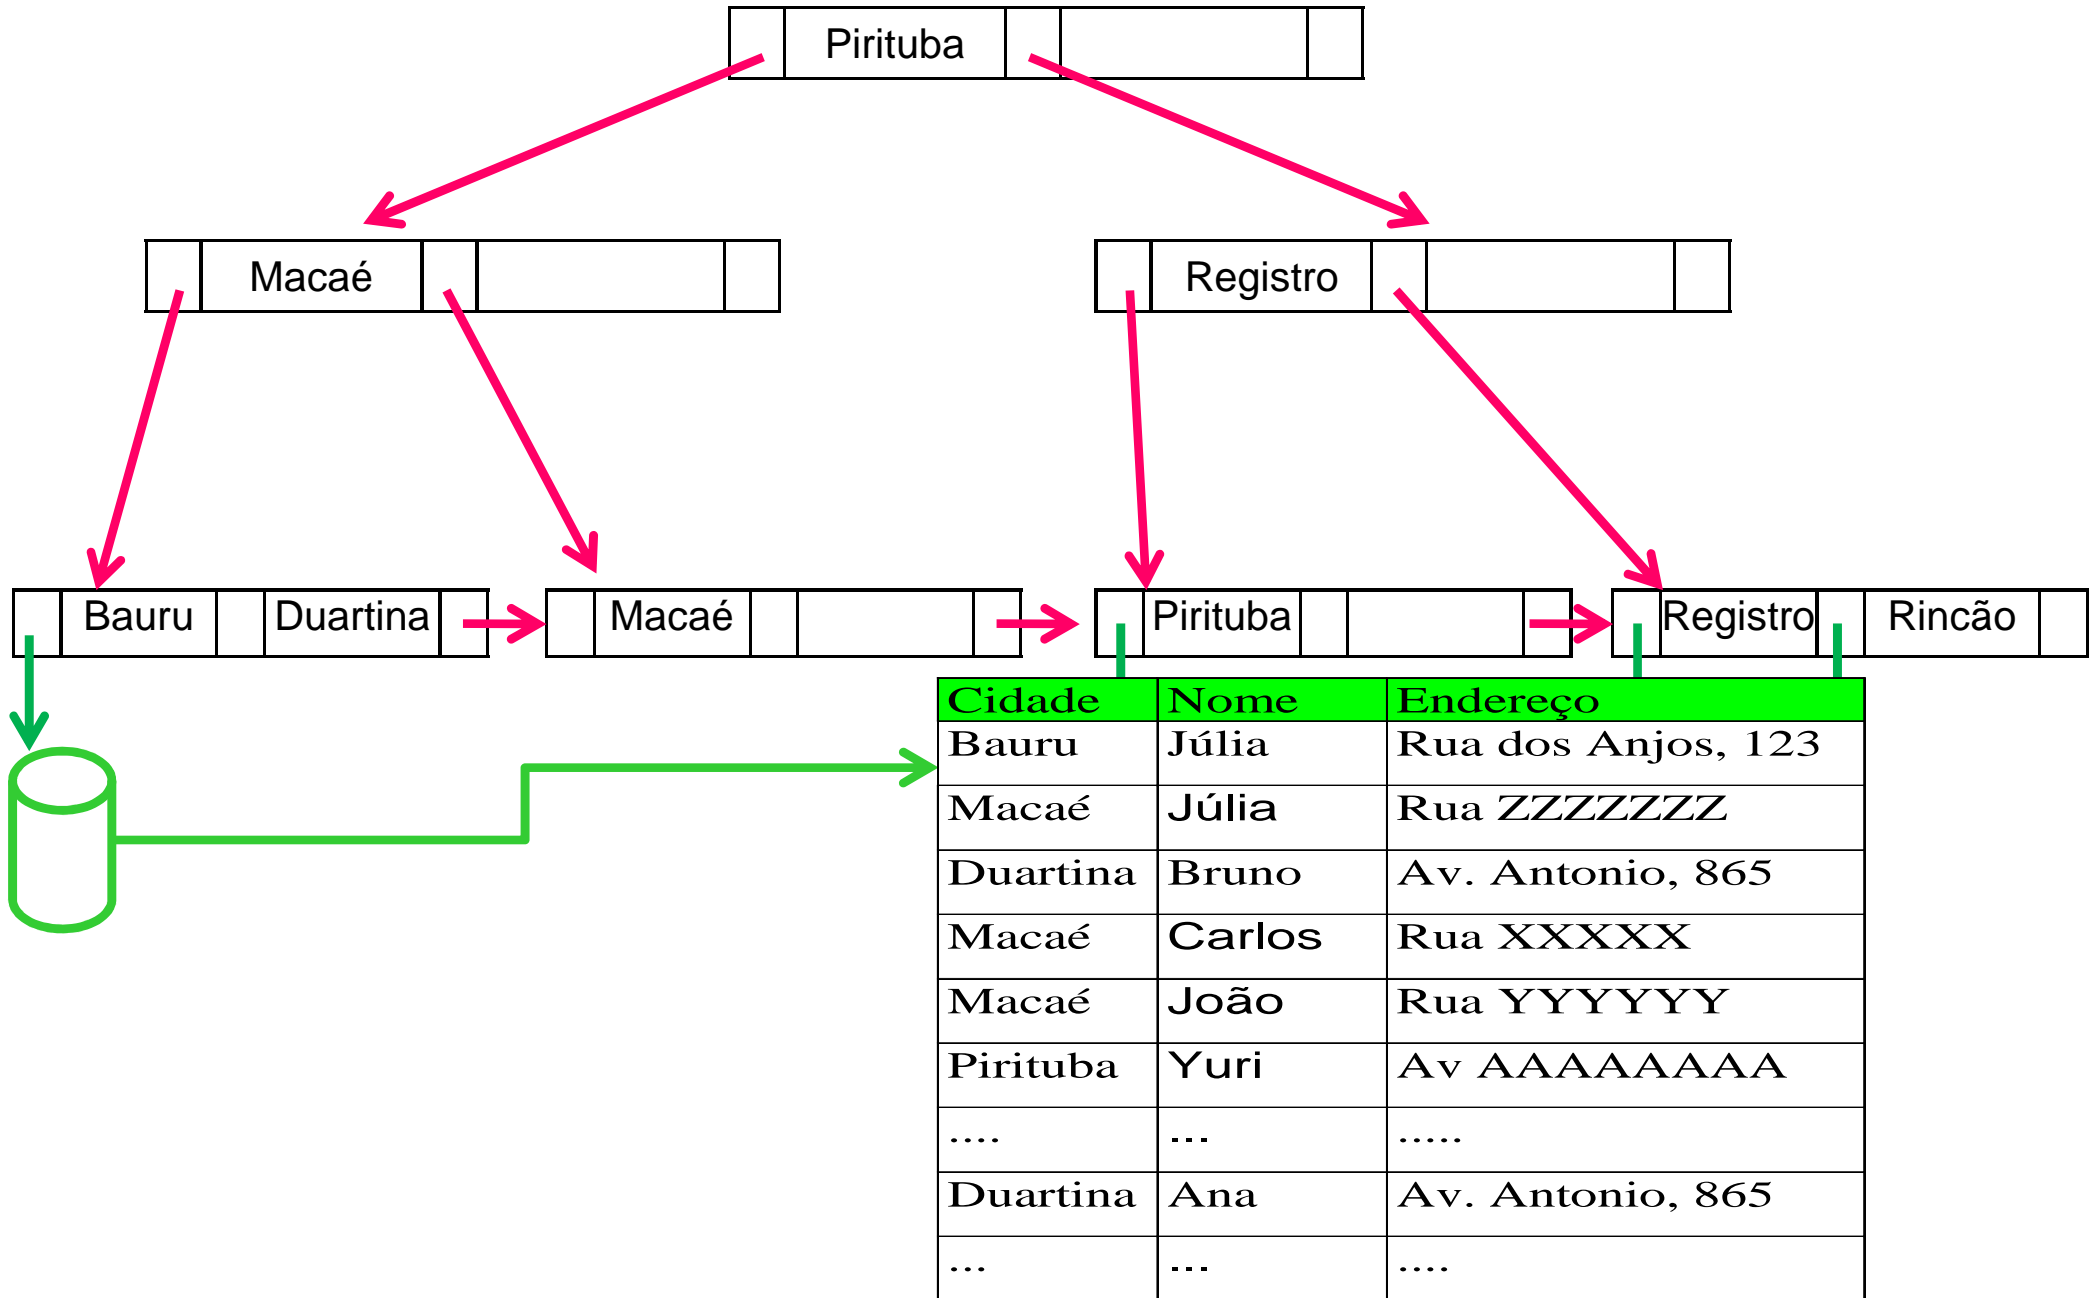 Pirituba
Macaé
Registro
Bauru Duartina
Macaé
Pirituba
Registro Rincão
Cidade Nome Endereço
Bauru Júlia Rua dos Anjos, 123
Macaé Júlia Rua ZZZZZZZ
Duartina Bruno Av. Antonio, 865
Macaé Carlos Rua XXXXX
Macaé João Rua YYYYYY
Pirituba Yuri Av AAAAAAAA
.... ... .....
Duartina Ana Av. Antonio, 865
... ... ....